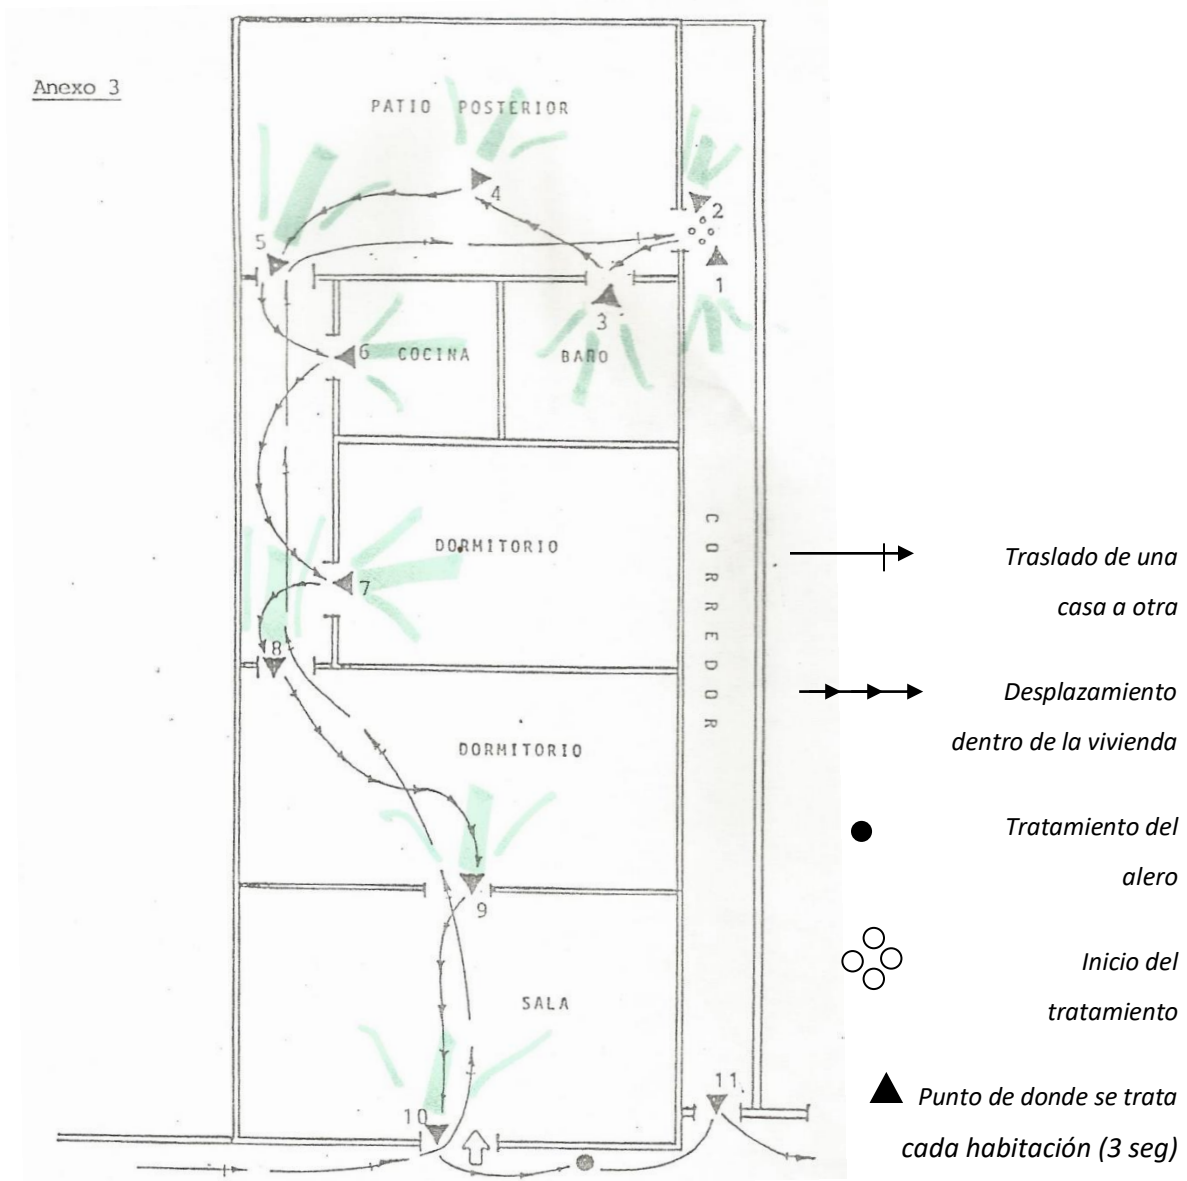 Anexo 3
PATIO POSTERIOR
4
2
5
1
3
6
COCINA
BAÑO
DORMITORIO
7
CORREDOR
8
DORMITORIO
9
SALA
10
11
Traslado de una
casa a otra
Desplazamiento
dentro de la vivienda
Tratamiento del
alero
Inicio del
tratamiento
Punto de donde se trata
cada habitación (3 seg)